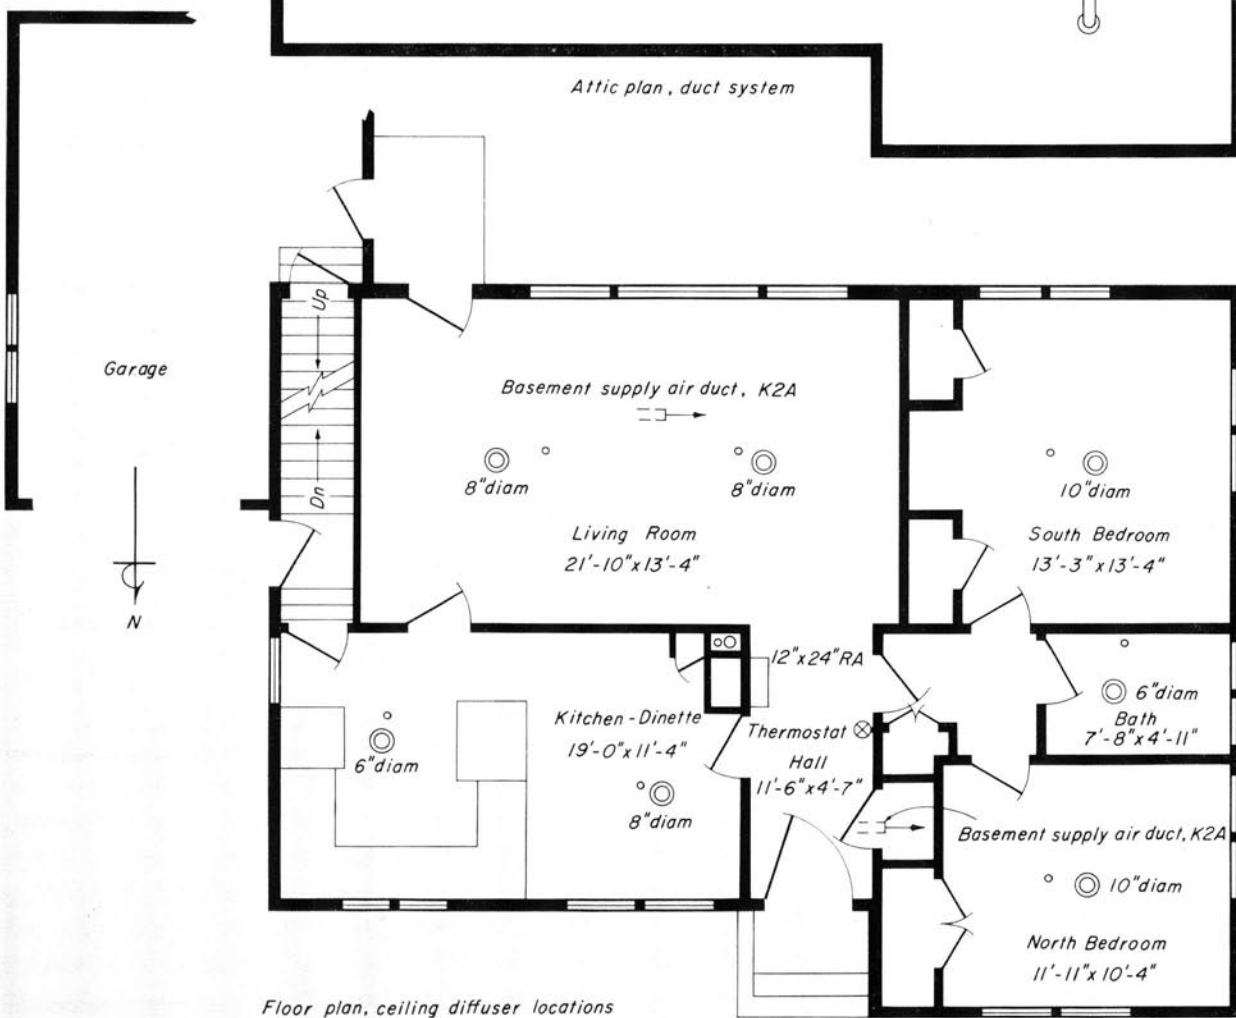 Attic plan, duct system
Garage
Up
Dn
N
Basement supply air duct, K2A
8"diam
8"diam
Living Room
21'-10"x13'-4"
10"diam
South Bedroom
13'-3"x13'-4"
12"x24"RA
6"diam
Bath
7'-8"x4'-11"
Kitchen-Dinette
19'-0"x11'-4"
6"diam
8"diam
Thermostat
Hall
11'-6"x4'-7"
Basement supply air duct, K2A
10"diam
North Bedroom
11'-11"x10'-4"
Floor plan, ceiling diffuser locations